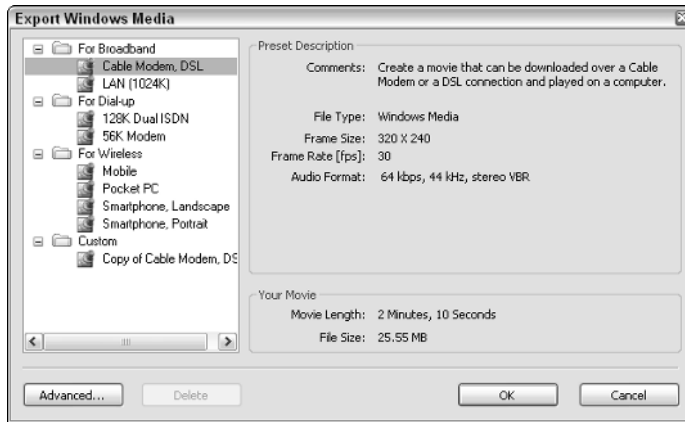 Export Windows Media
For Broadband
Cable Modem, DSL
LAN (1024K)
For Dial-up
128K Dual ISDN
56K Modem
For Wireless
Mobile
Pocket PC
Smartphone, Landscape
Smartphone, Portrait
Custom
Copy of Cable Modem, DS
Preset Description
Comments: Create a movie that can be downloaded over a Cable
Modem or a DSL connection and played on a computer.
File Type: Windows Media
Frame Size: 320 X 240
Frame Rate [fps]: 30
Audio Format: 64 kbps, 44 kHz, stereo VBR
Your Movie
Movie Length: 2 Minutes, 10 Seconds
File Size: 25.55 MB
Advanced... Delete OK Cancel